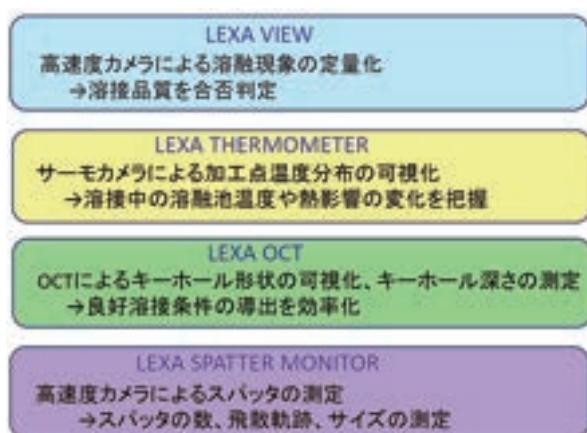 LEXA VIEW
高速度カメラによる溶融現象の定量化
→溶接品質を合否判定
LEXA THERMOMETER
サーモカメラによる加工点温度分布の可視化
→溶接中の溶融池温度や熱影響の変化を把握
LEXA OCT
OCTによるキーホール形状の可視化、キーホール深さの測定
→良好溶接条件の導出を効率化
LEXA SPATTER MONITOR
高速度カメラによるスパッタの測定
→スパッタの数、飛散軌跡、サイズの測定